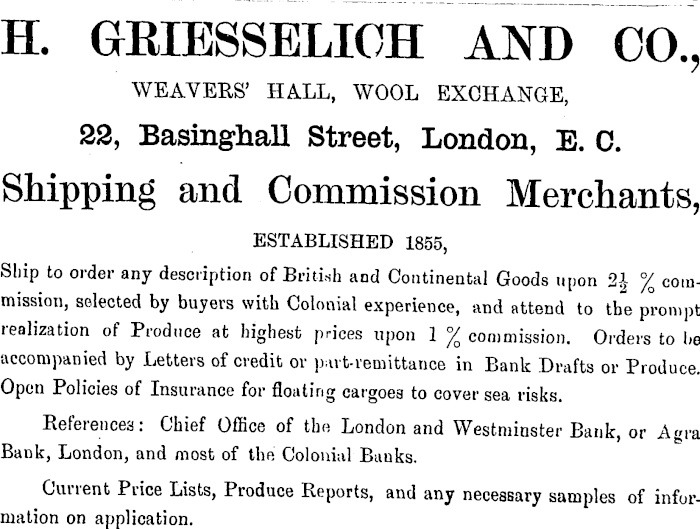 H. GRIESSELICH AND CO.,
WEAVERS' HALL, WOOL EXCHANGE,
22, Basinghall Street, London, E. C.
Shipping and Commission Merchants,
ESTABLISHED 1855,
Ship to order any description of British and Continental Goods upon 2½ % com-
mission, selected by buyers with Colonial experience, and attend to the prompt
realization of Produce at highest prices upon 1 % commission. Orders to be
accompanied by Letters of credit or part-remittance in Bank Drafts or Produce.
Open Policies of Insurance for floating cargoes to cover sea risks.
References: Chief Office of the London and Westminster Bank, or Agra
Bank, London, and most of the Colonial Banks.
Current Price Lists, Produce Reports, and any necessary samples of infor-
mation on application.